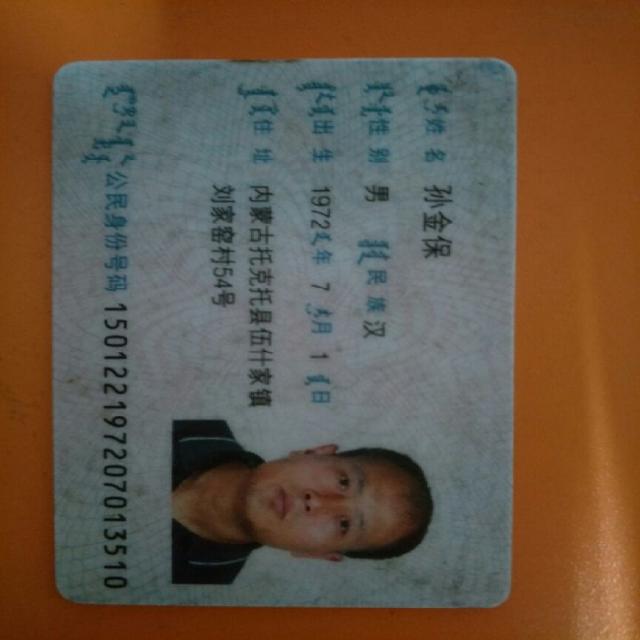 姓名 孙金保
性别 男 民族 汉
出生 1972 年 7 月 1 日
住址 内蒙古托克托县伍什家镇
刘家窑村54号
公民身份号码 150122197207013510